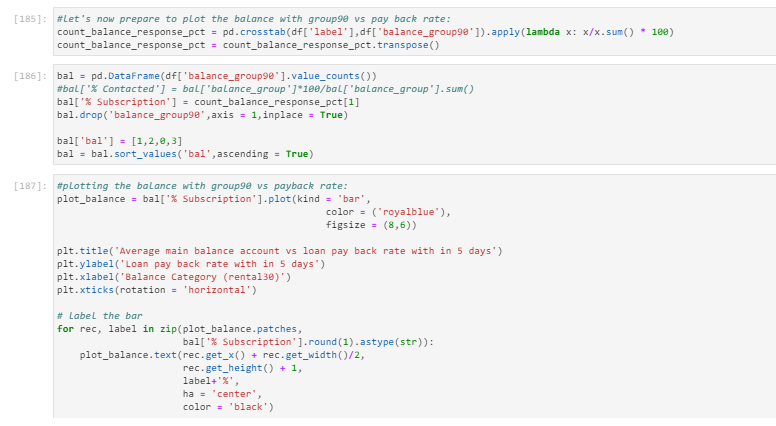 [185]: #Let's now prepare to plot the balance with group90 vs pay back rate:
count_balance_response_pct = pd.crosstab(df['label'],df['balance_group90']).apply(lambda x: x/x.sum() * 100)
count_balance_response_pct = count_balance_response_pct.transpose()
[186]: bal = pd.DataFrame(df['balance_group90'].value_counts())
#bal['% Contacted'] = bal['balance_group']*100/bal['balance_group'].sum()
bal['% Subscription'] = count_balance_response_pct[1]
bal.drop('balance_group90',axis = 1,inplace = True)
bal['bal'] = [1,2,0,3]
bal = bal.sort_values('bal',ascending = True)
[187]: #plotting the balance with group90 vs payback rate:
plot_balance = bal['% Subscription'].plot(kind = 'bar',
color = ('royalblue'),
figsize = (8,6))
plt.title('Average main balance account vs loan pay back rate with in 5 days')
plt.ylabel('Loan pay back rate with in 5 days')
plt.xlabel('Balance Category (rental30)')
plt.xticks(rotation = 'horizontal')
# label the bar
for rec, label in zip(plot_balance.patches,
bal['% Subscription'].round(1).astype(str)):
plot_balance.text(rec.get_x() + rec.get_width()/2,
rec.get_height() + 1,
label+'%',
ha = 'center',
color = 'black')